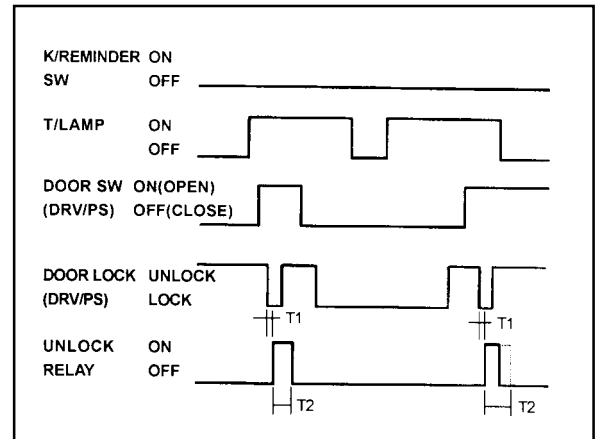 K/REMINDER ON
SW OFF
T/LAMP ON
OFF
DOOR SW ON(OPEN)
(DRV/PS) OFF(CLOSE)
DOOR LOCK UNLOCK
(DRV/PS) LOCK
T1 T1
UNLOCK ON
RELAY OFF
T2 T2